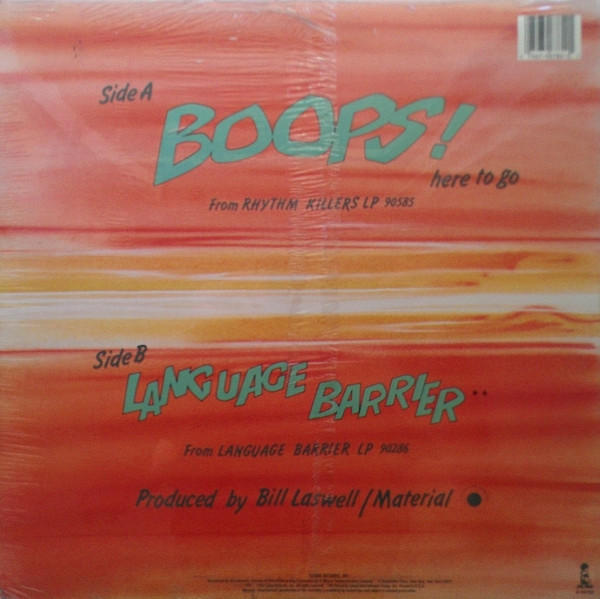 Side A
BOOPS!
here to go
From RHYTHM KILLERS LP 90585
Side B
LANGUAGE BARRIER
From LANGUAGE BARRIER LP 90286
Produced by Bill Laswell/Material